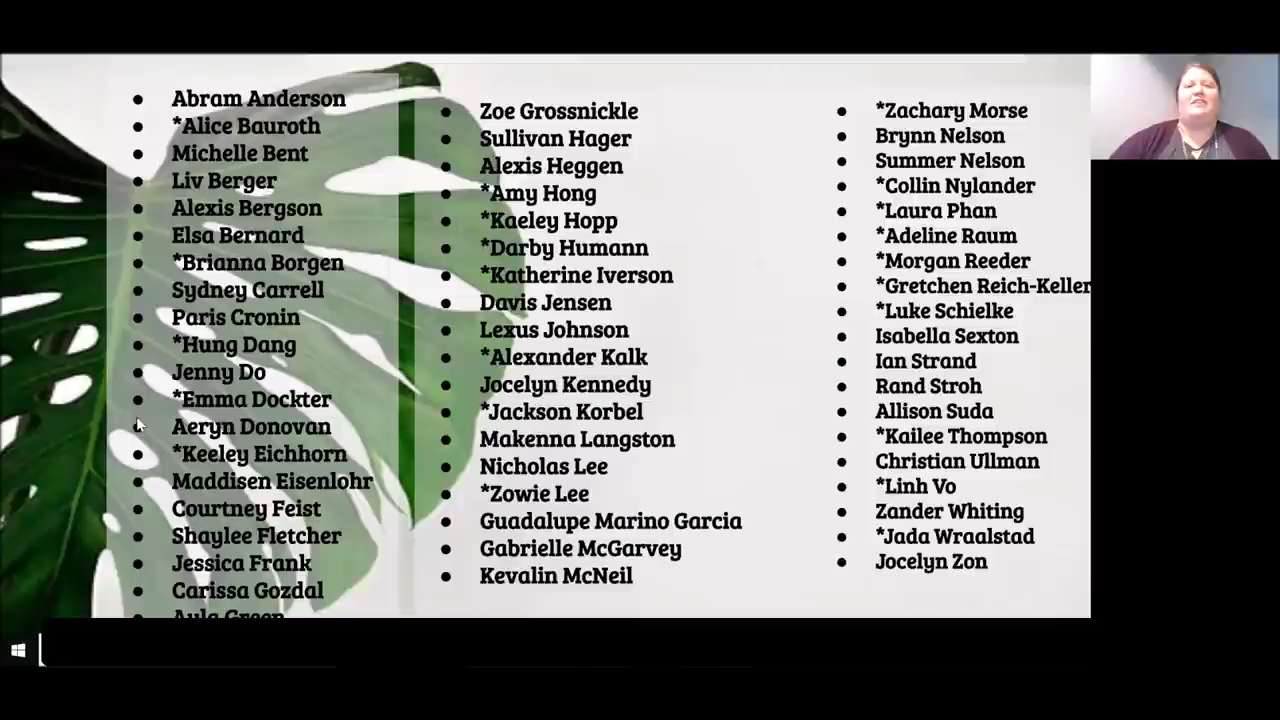 Abram Anderson
*Alice Bauroth
Michelle Bent
Liv Berger
Alexis Bergson
Elsa Bernard
*Brianna Borgen
Sydney Carrell
Paris Cronin
*Hung Dang
Jenny Do
*Emma Dockter
Aeryn Donovan
*Keeley Eichhorn
Maddisen Eisenlohr
Courtney Feist
Shaylee Fletcher
Jessica Frank
Carissa Gozdal
Zoe Grossnickle
Sullivan Hager
Alexis Heggen
*Amy Hong
*Kaeley Hopp
*Darby Humann
*Katherine Iverson
Davis Jensen
Lexus Johnson
*Alexander Kalk
Jocelyn Kennedy
*Jackson Korbel
Makenna Langston
Nicholas Lee
*Zowie Lee
Guadalupe Marino Garcia
Gabrielle McGarvey
Kevalin McNeil
*Zachary Morse
Brynn Nelson
Summer Nelson
*Collin Nylander
*Laura Phan
*Adeline Raum
*Morgan Reeder
*Gretchen Reich-Keller
*Luke Schielke
Isabella Sexton
Ian Strand
Rand Stroh
Allison Suda
*Kailee Thompson
Christian Ullman
*Linh Vo
Zander Whiting
*Jada Wraalstad
Jocelyn Zon